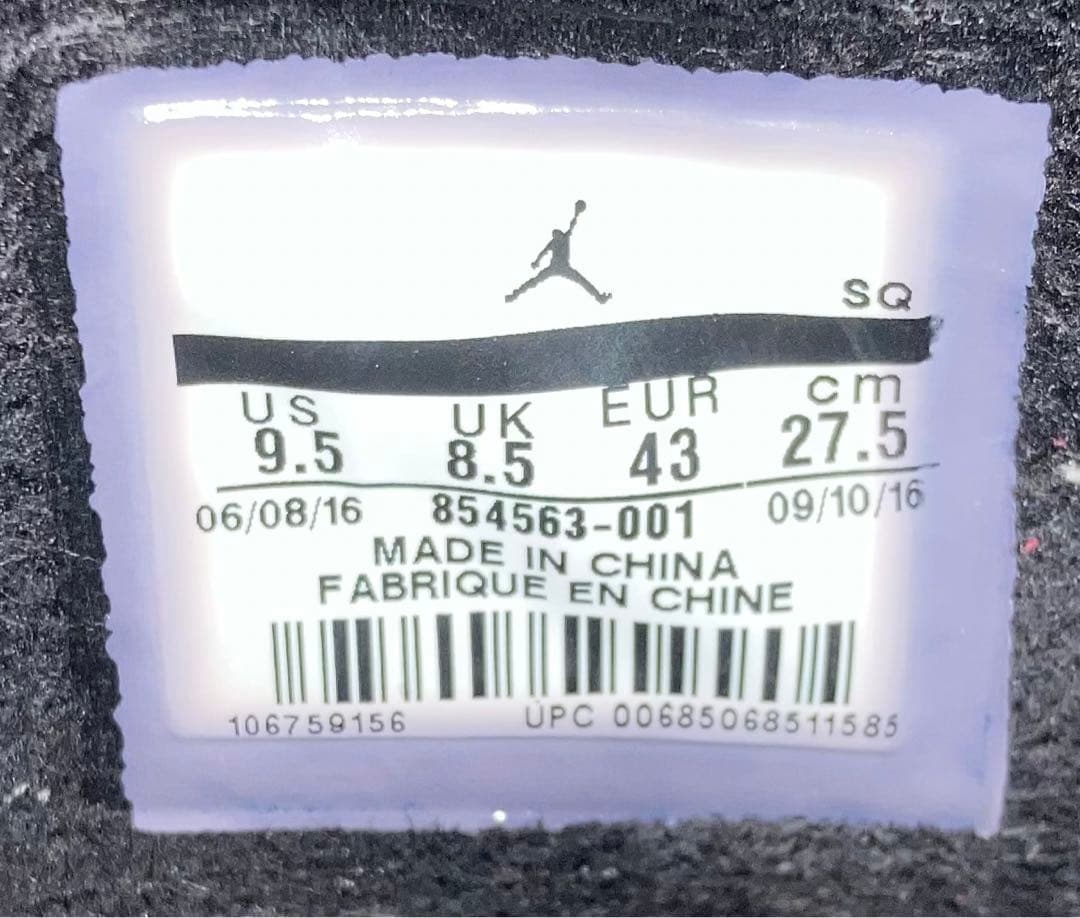 SQ
US UK EUR cm
9.5 8.5 43 27.5
06/08/16 854563-001 09/10/16
MADE IN CHINA
FABRIQUE EN CHINE
106759156 UPC 00685068511585